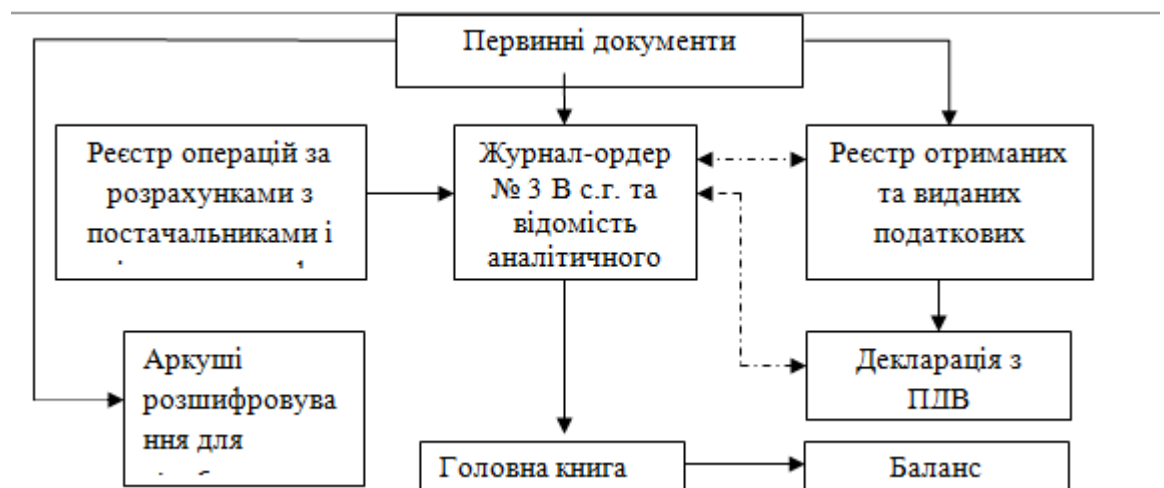 Первинні документи
Реєстр операцій за
розрахунками з
постачальниками і
Журнал-ордер
№ 3 В с.г. та
відомість
аналітичного
Реєстр отриманих
та виданих
податкових
Аркуші
розшифровува
ння для
Декларація з
ПДВ
Головна книга
Баланс